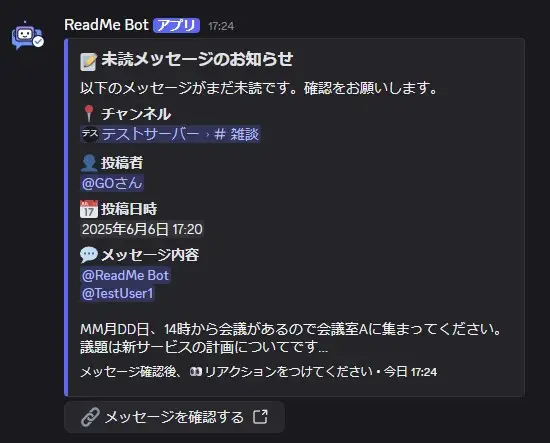 ReadMe Bot アプリ 17:24
📝 未読メッセージのお知らせ
以下のメッセージがまだ未読です。確認をお願いします。
📍 チャンネル
テス テストサーバー › # 雑談
👤 投稿者
@GOさん
📅 投稿日時
2025年6月6日 17:20
💬 メッセージ内容
@ReadMe Bot
@TestUser1
MM月DD日、14時から会議があるので会議室Aに集まってください。
議題は新サービスの計画についてです...
メッセージ確認後、👀リアクションをつけてください • 今日 17:24
🔗 メッセージを確認する